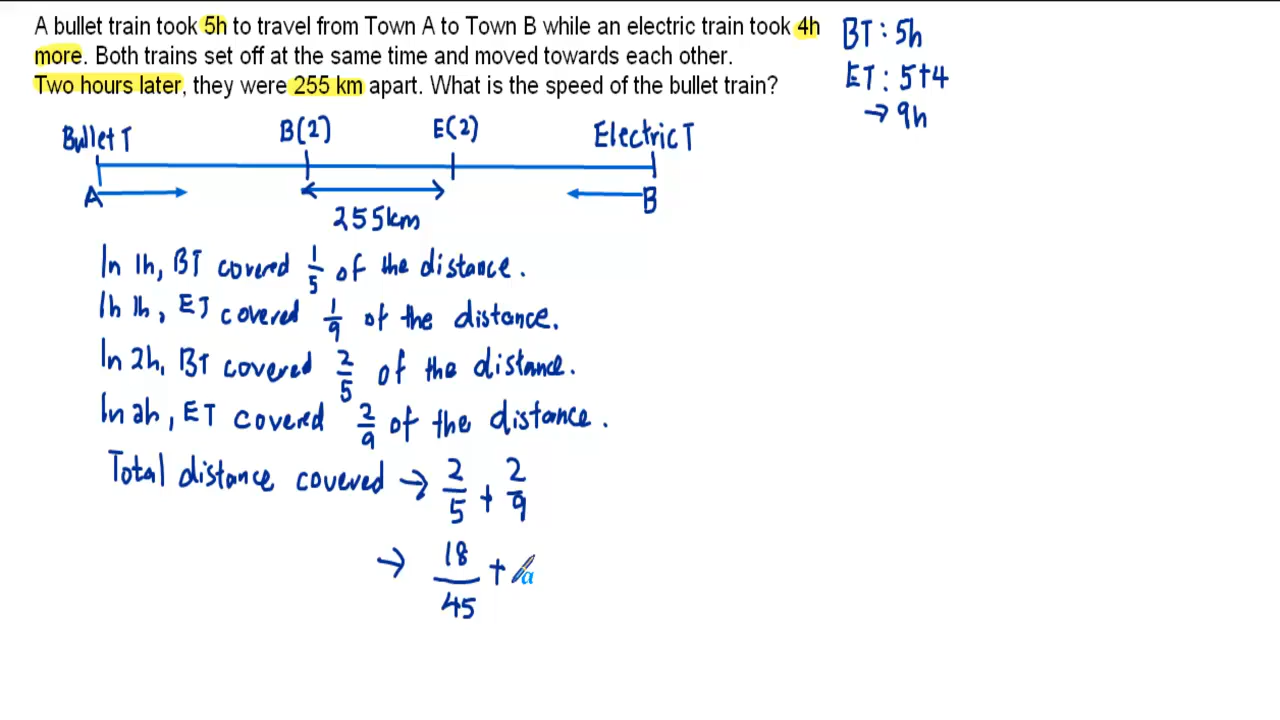 A bullet train took 5h to travel from Town A to Town B while an electric train took 4h
more. Both trains set off at the same time and moved towards each other.
Two hours later, they were 255 km apart. What is the speed of the bullet train?
BT : 5h
ET : 5+4
→ 9h
Bullet T B(2) E(2) Electric T
A B
255km
In 1h, BT covered 1/5 of the distance.
In 1h, ET covered 1/9 of the distance.
In 2h, BT covered 2/5 of the distance.
In 2h, ET covered 2/9 of the distance.
Total distance covered → 2/5 + 2/9
→ 18/45 +